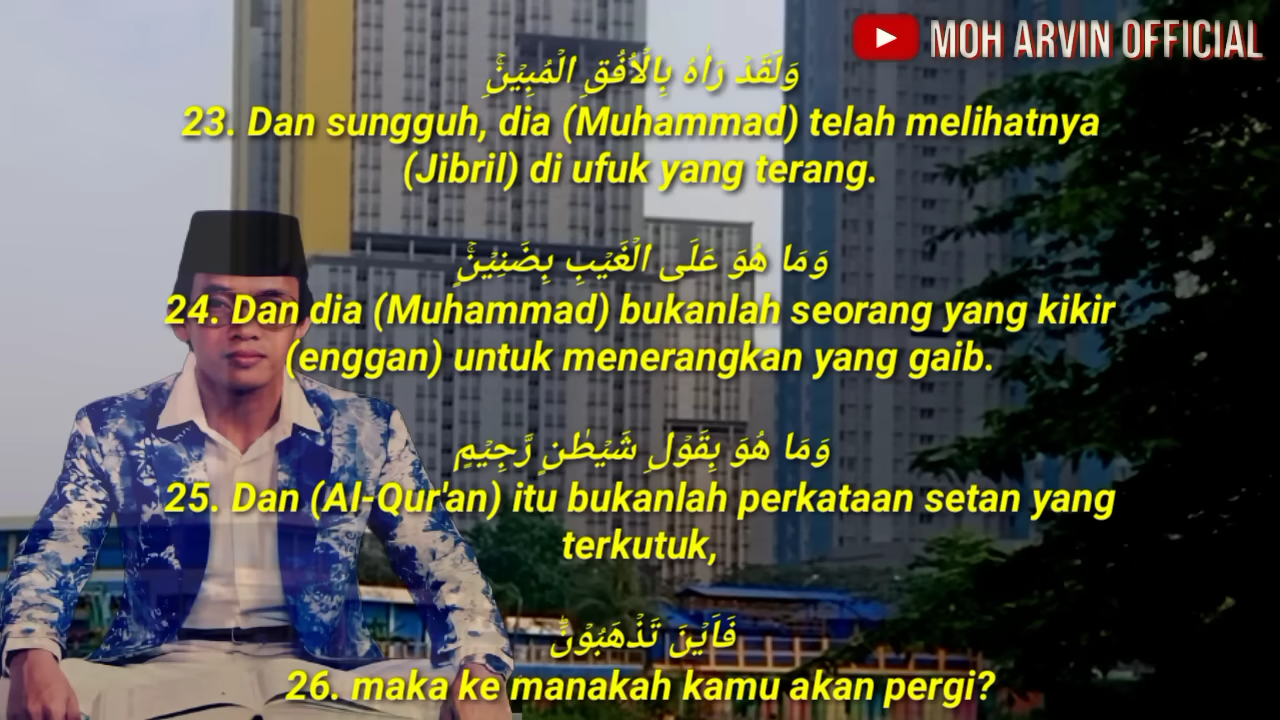 MOH ARVIN OFFICIAL
وَلَقَدْ رَاٰهُ بِالْاُفُقِ الْمُبِيْنِۚ
23. Dan sungguh, dia (Muhammad) telah melihatnya
(Jibril) di ufuk yang terang.
وَمَا هُوَ عَلَى الْغَيْبِ بِضَنِيْنٍۚ
24. Dan dia (Muhammad) bukanlah seorang yang kikir
(enggan) untuk menerangkan yang gaib.
وَمَا هُوَ بِقَوْلِ شَيْطٰنٍ رَّجِيْمٍ
25. Dan (Al-Qur'an) itu bukanlah perkataan setan yang
terkutuk,
فَاَيْنَ تَذْهَبُوْنَۗ
26. maka ke manakah kamu akan pergi?